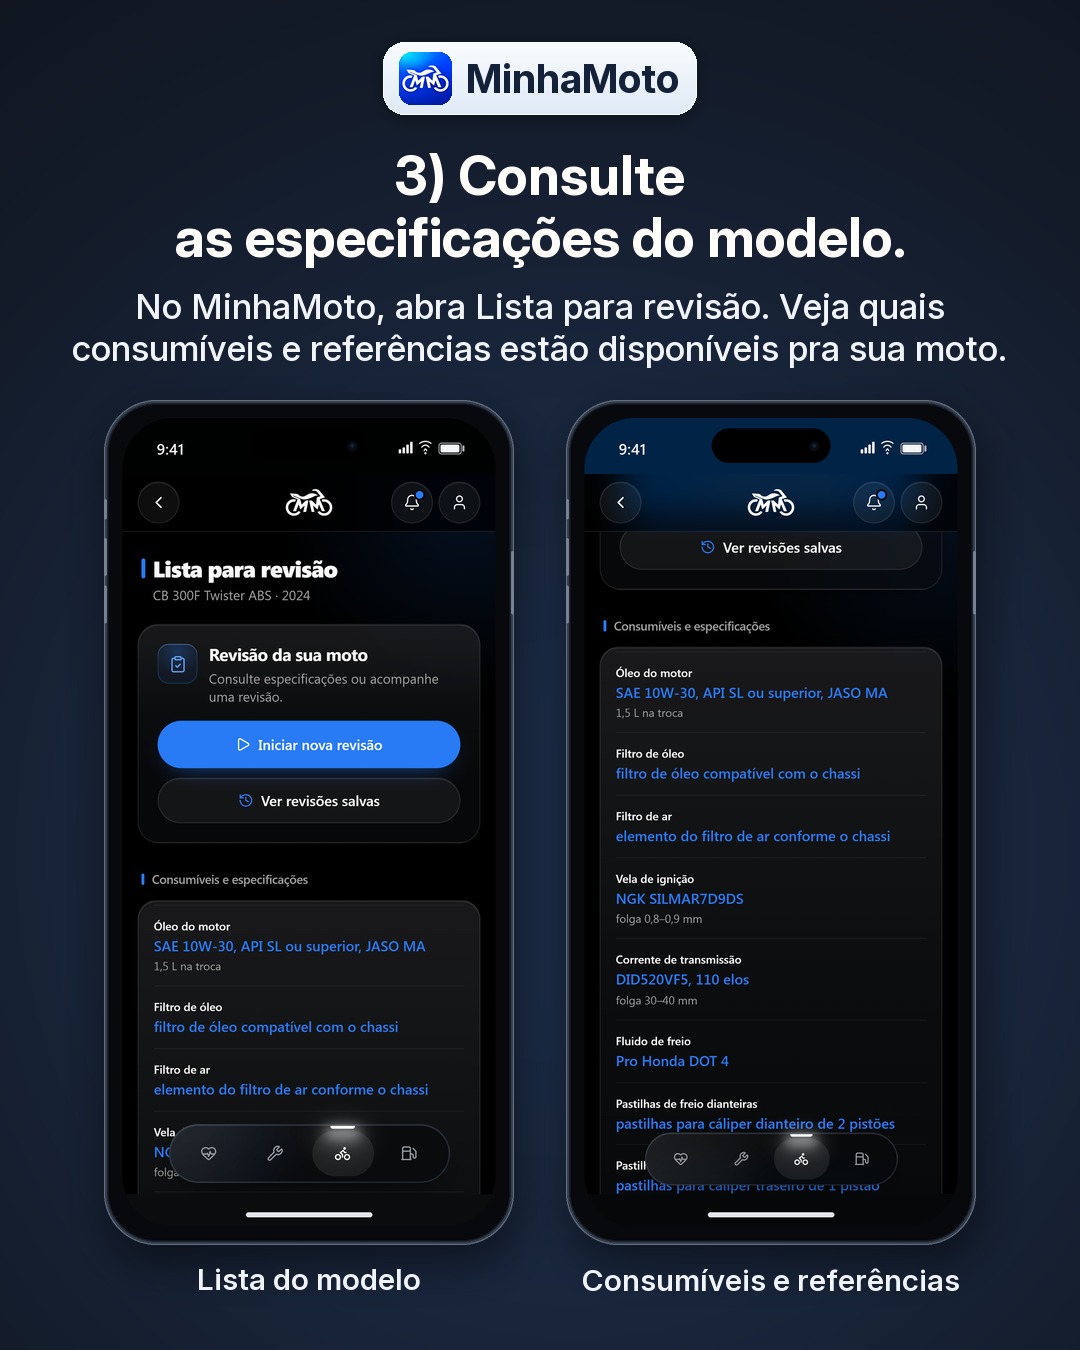 MinhaMoto
3) Consulte
as especificações do modelo.
No MinhaMoto, abra Lista para revisão. Veja quais
consumíveis e referências estão disponíveis pra sua moto.
9:41
Lista para revisão
CB 300F Twister ABS · 2024
Revisão da sua moto
Consulte especificações ou acompanhe
uma revisão.
Iniciar nova revisão
Ver revisões salvas
Consumíveis e especificações
Óleo do motor
SAE 10W-30, API SL ou superior, JASO MA
1,5 L na troca
Filtro de óleo
filtro de óleo compatível com o chassi
Filtro de ar
elemento do filtro de ar conforme o chassi
Vela
folga
Lista do modelo
9:41
Ver revisões salvas
Consumíveis e especificações
Óleo do motor
SAE 10W-30, API SL ou superior, JASO MA
1,5 L na troca
Filtro de óleo
filtro de óleo compatível com o chassi
Filtro de ar
elemento do filtro de ar conforme o chassi
Vela de ignição
NGK SILMAR7D9DS
folga 0,8–0,9 mm
Corrente de transmissão
DID520VF5, 110 elos
folga 30–40 mm
Fluido de freio
Pro Honda DOT 4
Pastilhas de freio dianteiras
pastilhas para cáliper dianteiro de 2 pistões
pastilhas para cáliper traseiro de 1 pistão
Consumíveis e referências